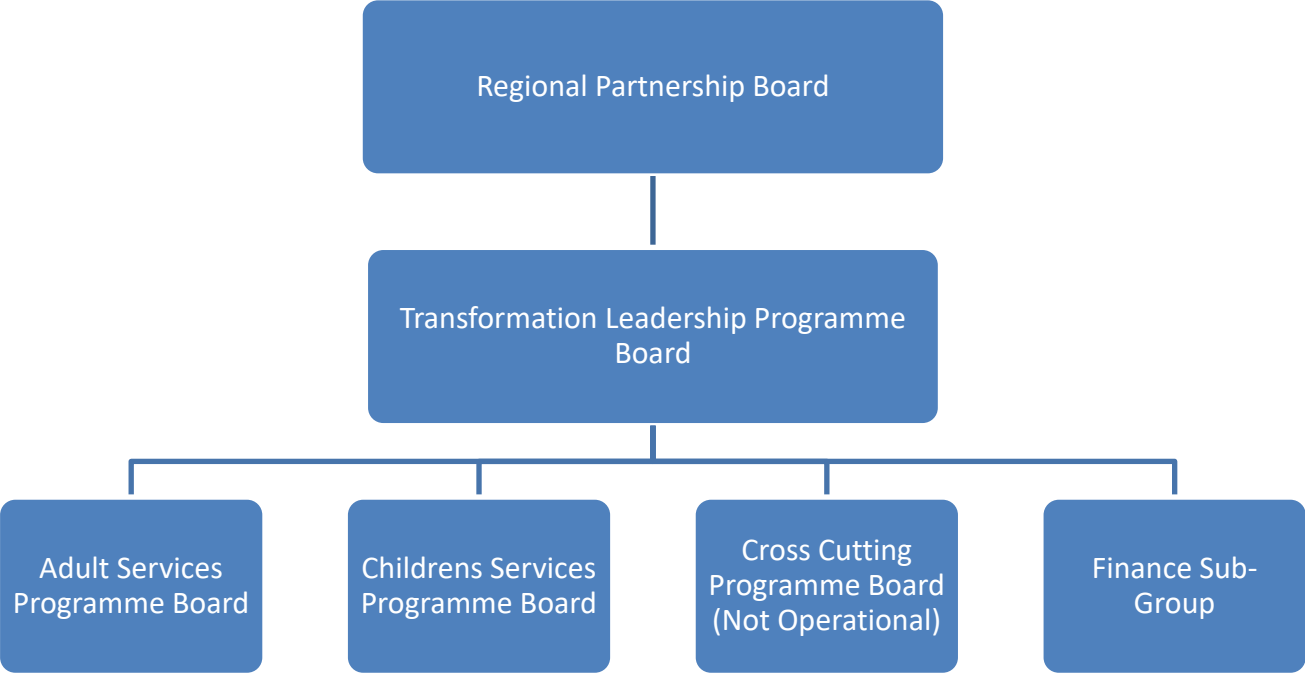 Regional Partnership Board
Transformation Leadership Programme
Board
Adult Services
Programme Board
Childrens Services
Programme Board
Cross Cutting
Programme Board
(Not Operational)
Finance Sub-
Group